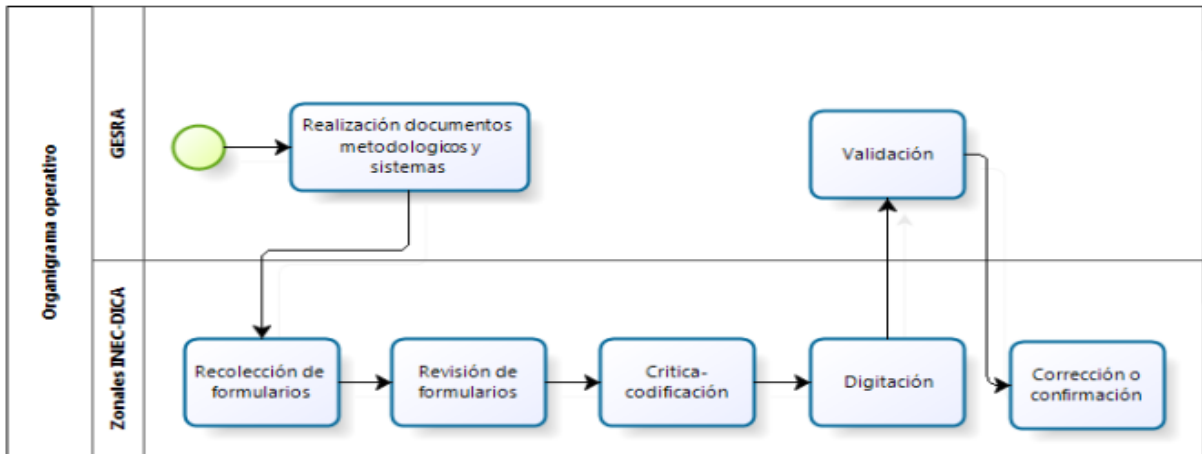 Organigrama operativo
GESRA
Realización documentos
metodologicos y
sistemas
Validación
Zonales INEC-DICA
Recolección de
formularios
Revisión de
formularios
Critica-
codificación
Digitación
Corrección o
confirmación